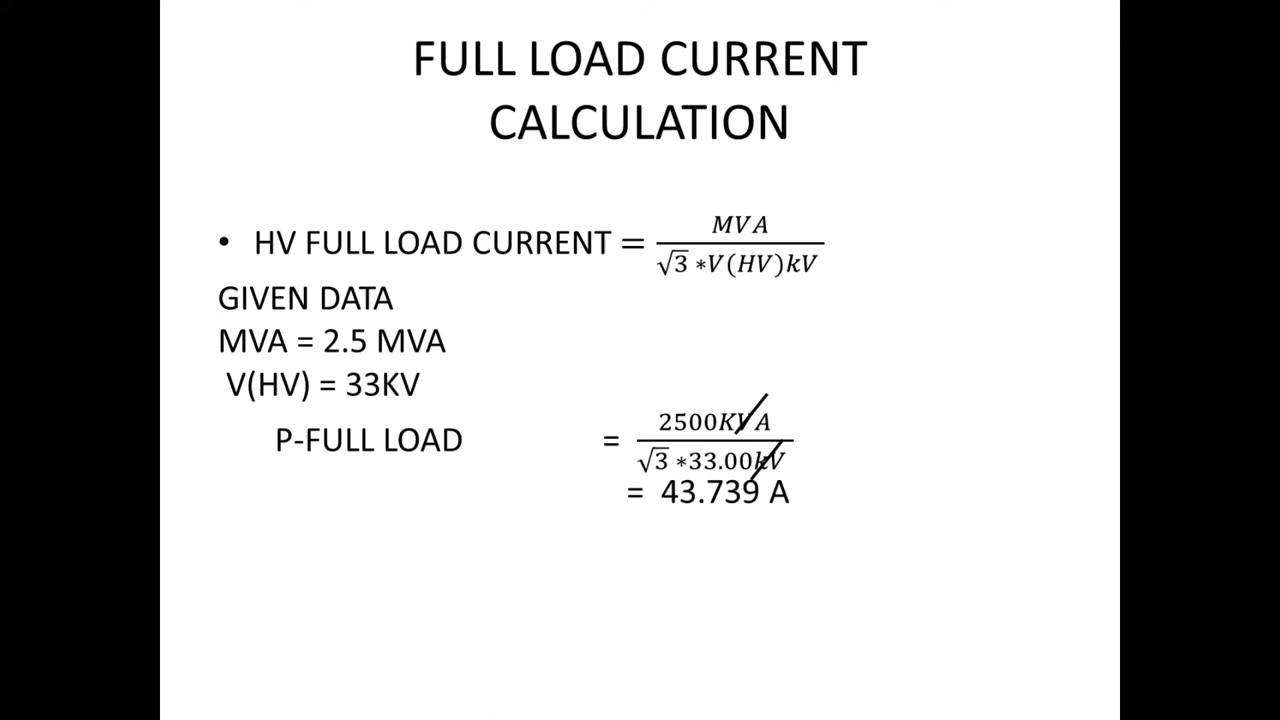 FULL LOAD CURRENT
CALCULATION
• HV FULL LOAD CURRENT = MVA / √3 *V(HV)kV
GIVEN DATA
MVA = 2.5 MVA
V(HV) = 33KV
P-FULL LOAD = 2500KVA / √3 *33.00kV
= 43.739 A